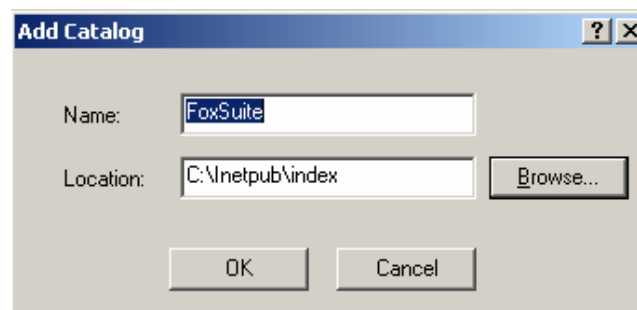 Add Catalog ? X
Name: FoxSuite
Location: C:\Inetpub\index Browse...
OK Cancel